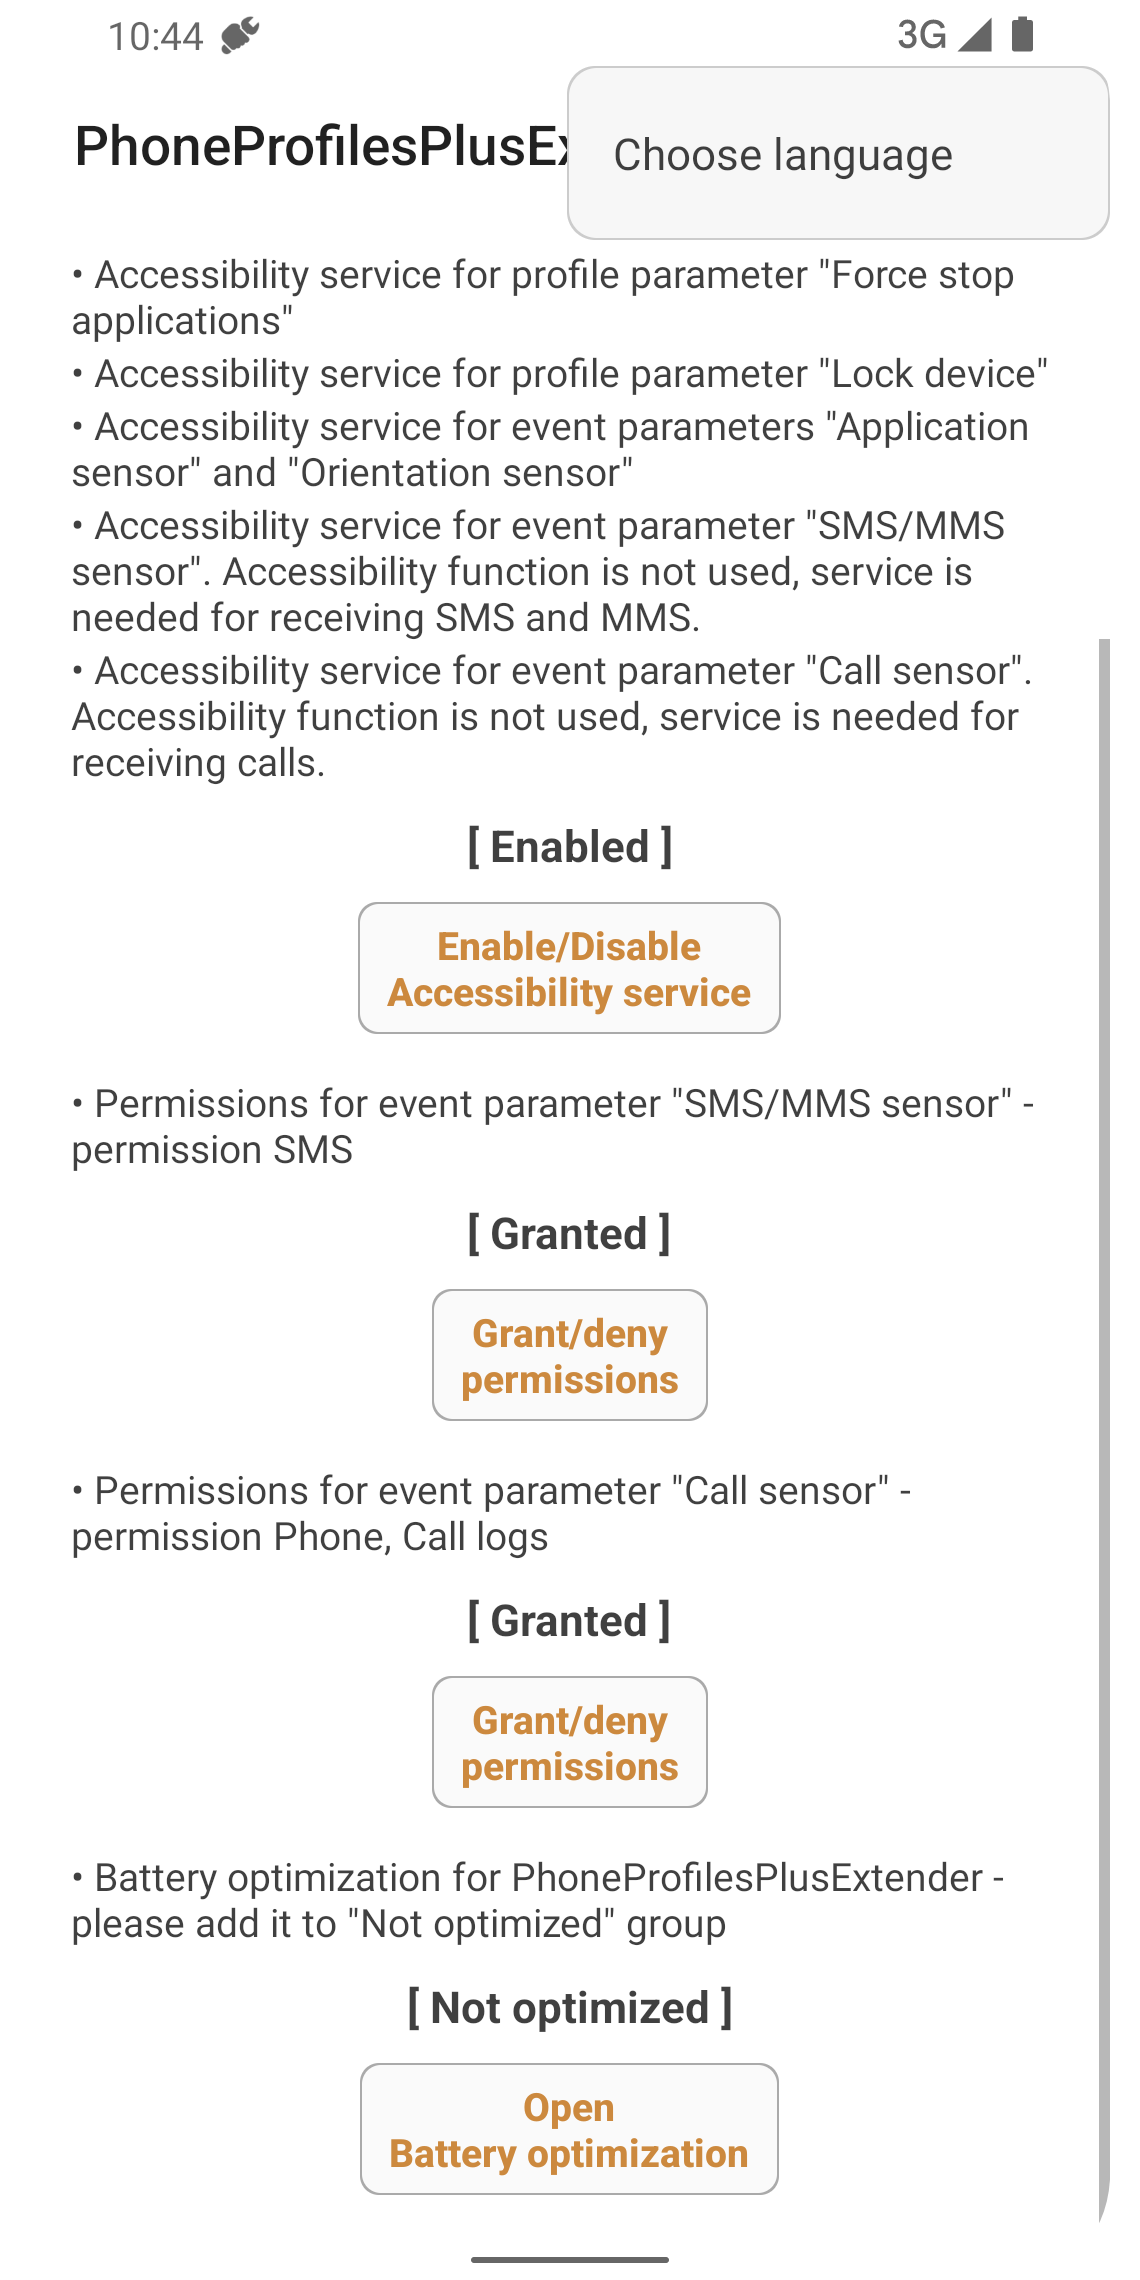 10:44
3G
PhoneProfilesPlusEx
Choose language
• Accessibility service for profile parameter "Force stop
applications"
• Accessibility service for profile parameter "Lock device"
• Accessibility service for event parameters "Application
sensor" and "Orientation sensor"
• Accessibility service for event parameter "SMS/MMS
sensor". Accessibility function is not used, service is
needed for receiving SMS and MMS.
• Accessibility service for event parameter "Call sensor".
Accessibility function is not used, service is needed for
receiving calls.
[ Enabled ]
Enable/Disable
Accessibility service
• Permissions for event parameter "SMS/MMS sensor" -
permission SMS
[ Granted ]
Grant/deny
permissions
• Permissions for event parameter "Call sensor" -
permission Phone, Call logs
[ Granted ]
Grant/deny
permissions
• Battery optimization for PhoneProfilesPlusExtender -
please add it to "Not optimized" group
[ Not optimized ]
Open
Battery optimization